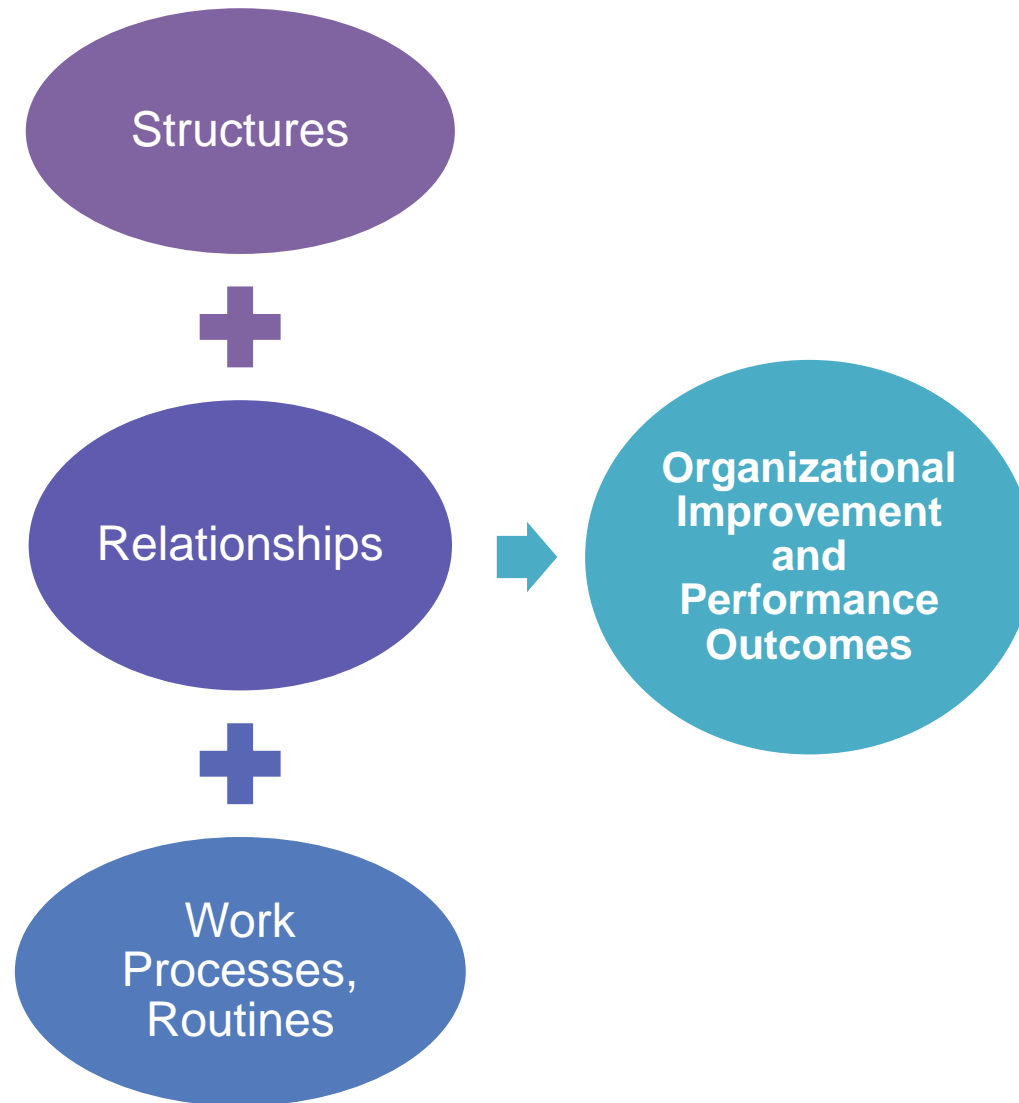 Structures
Relationships
Organizational
Improvement
and
Performance
Outcomes
Work
Processes,
Routines